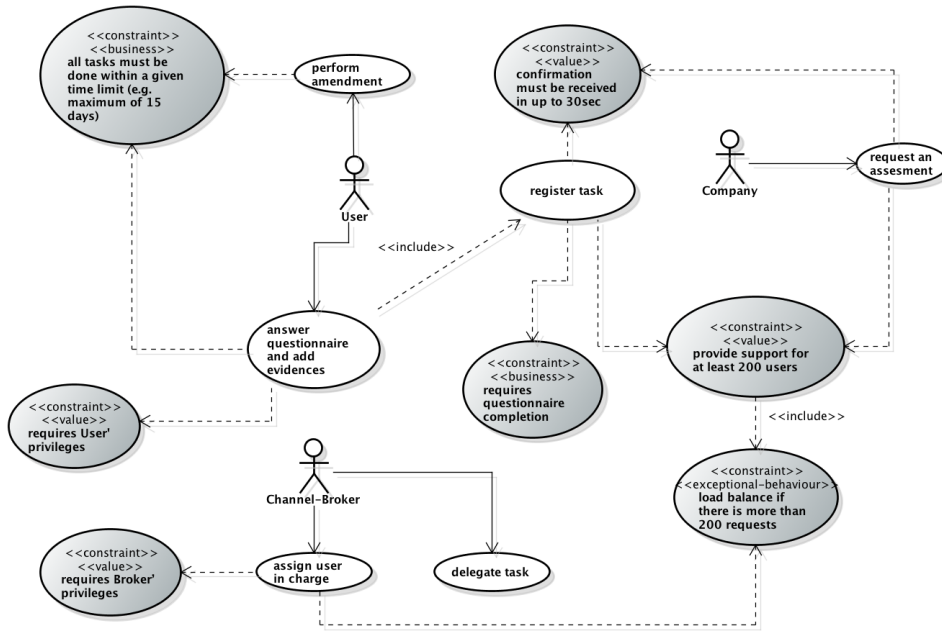 <<constraint>>
<<business>>
all tasks must be
done within a given
time limit (e.g.
maximum of 15
days)
perform
amendment
<<constraint>>
<<value>>
confirmation
must be received
in up to 30sec
Company
request an
assesment
User
register task
<<include>>
answer
questionnaire
and add
evidences
<<constraint>>
<<value>>
provide support for
at least 200 users
<<constraint>>
<<business>>
requires
questionnaire
completion
<<include>>
<<constraint>>
<<value>>
requires User'
privileges
Channel-Broker
<<constraint>>
<<exceptional-behaviour>>
load balance if
there is more than
200 requests
<<constraint>>
<<value>>
requires Broker'
privileges
assign user
in charge
delegate task